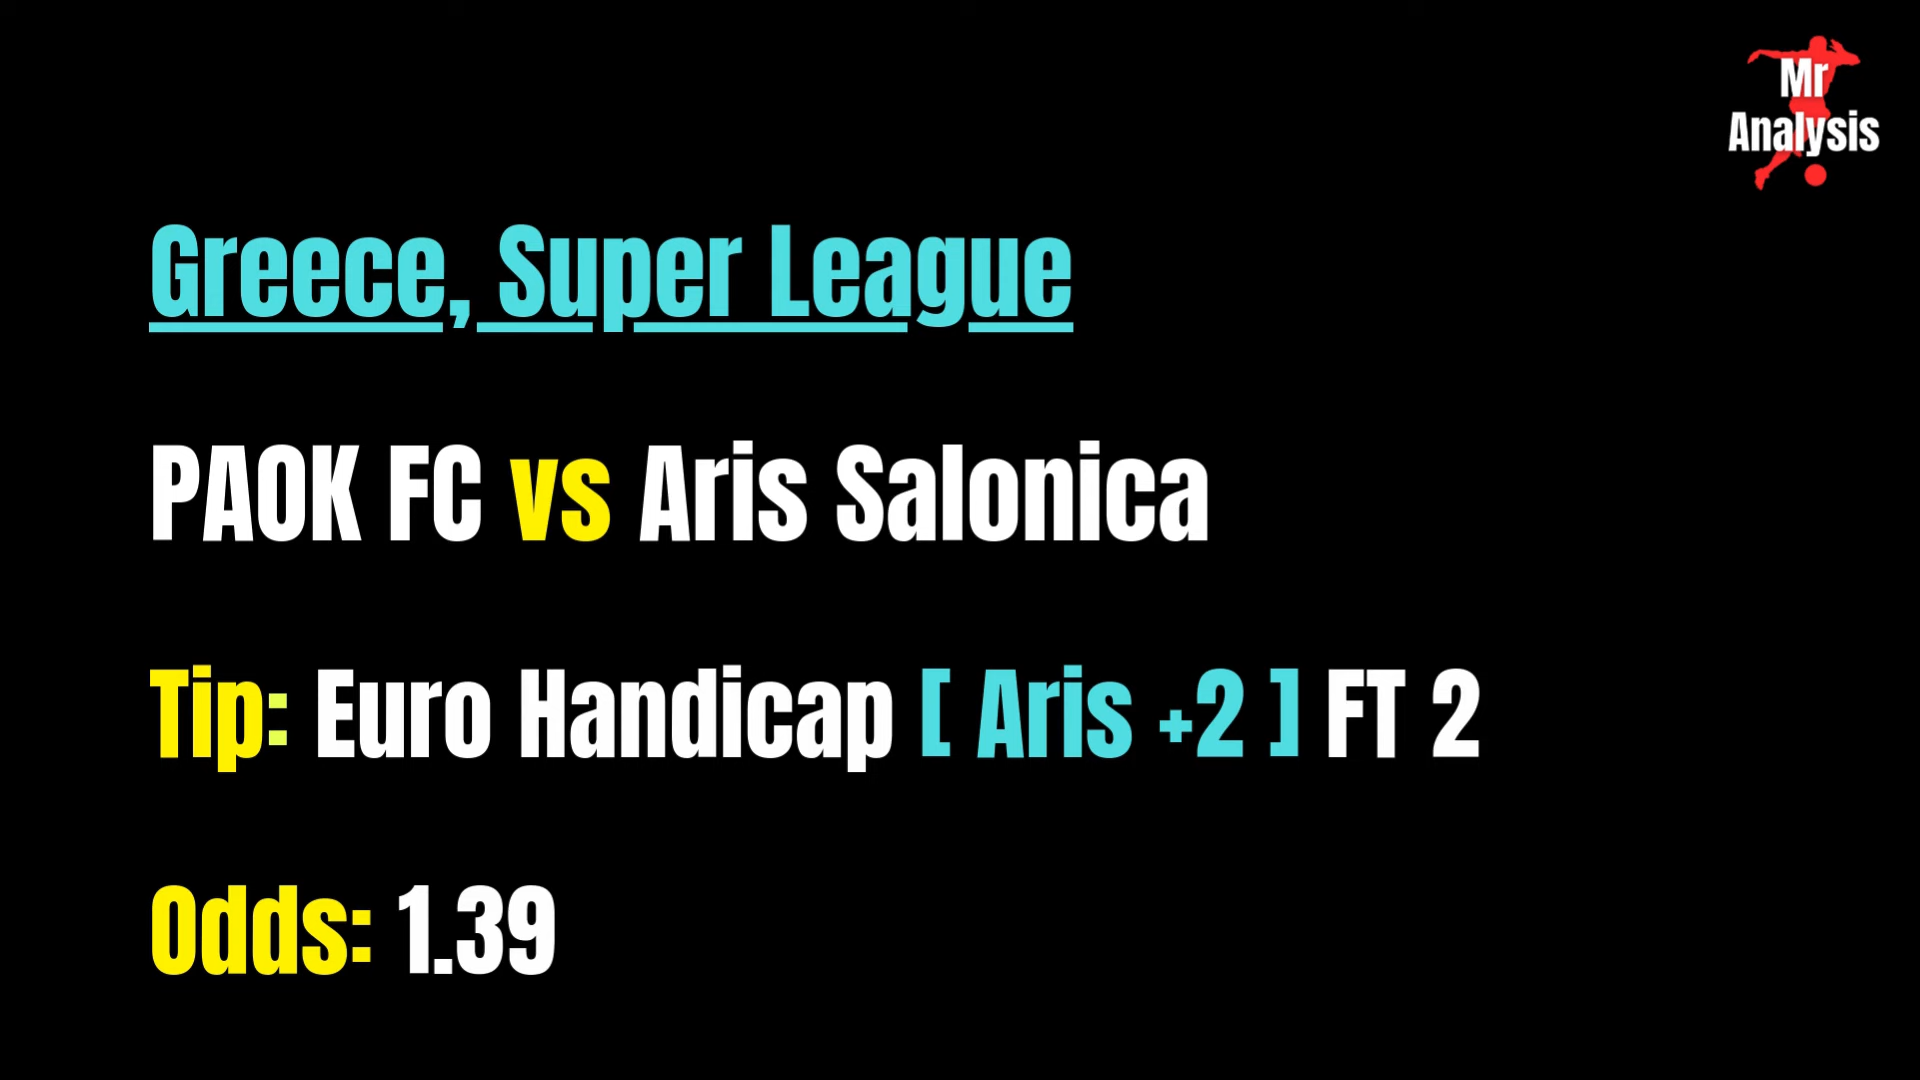 Mr
Analysis
Greece, Super League
PAOK FC vs Aris Salonica
Tip: Euro Handicap [ Aris +2 ] FT 2
Odds: 1.39